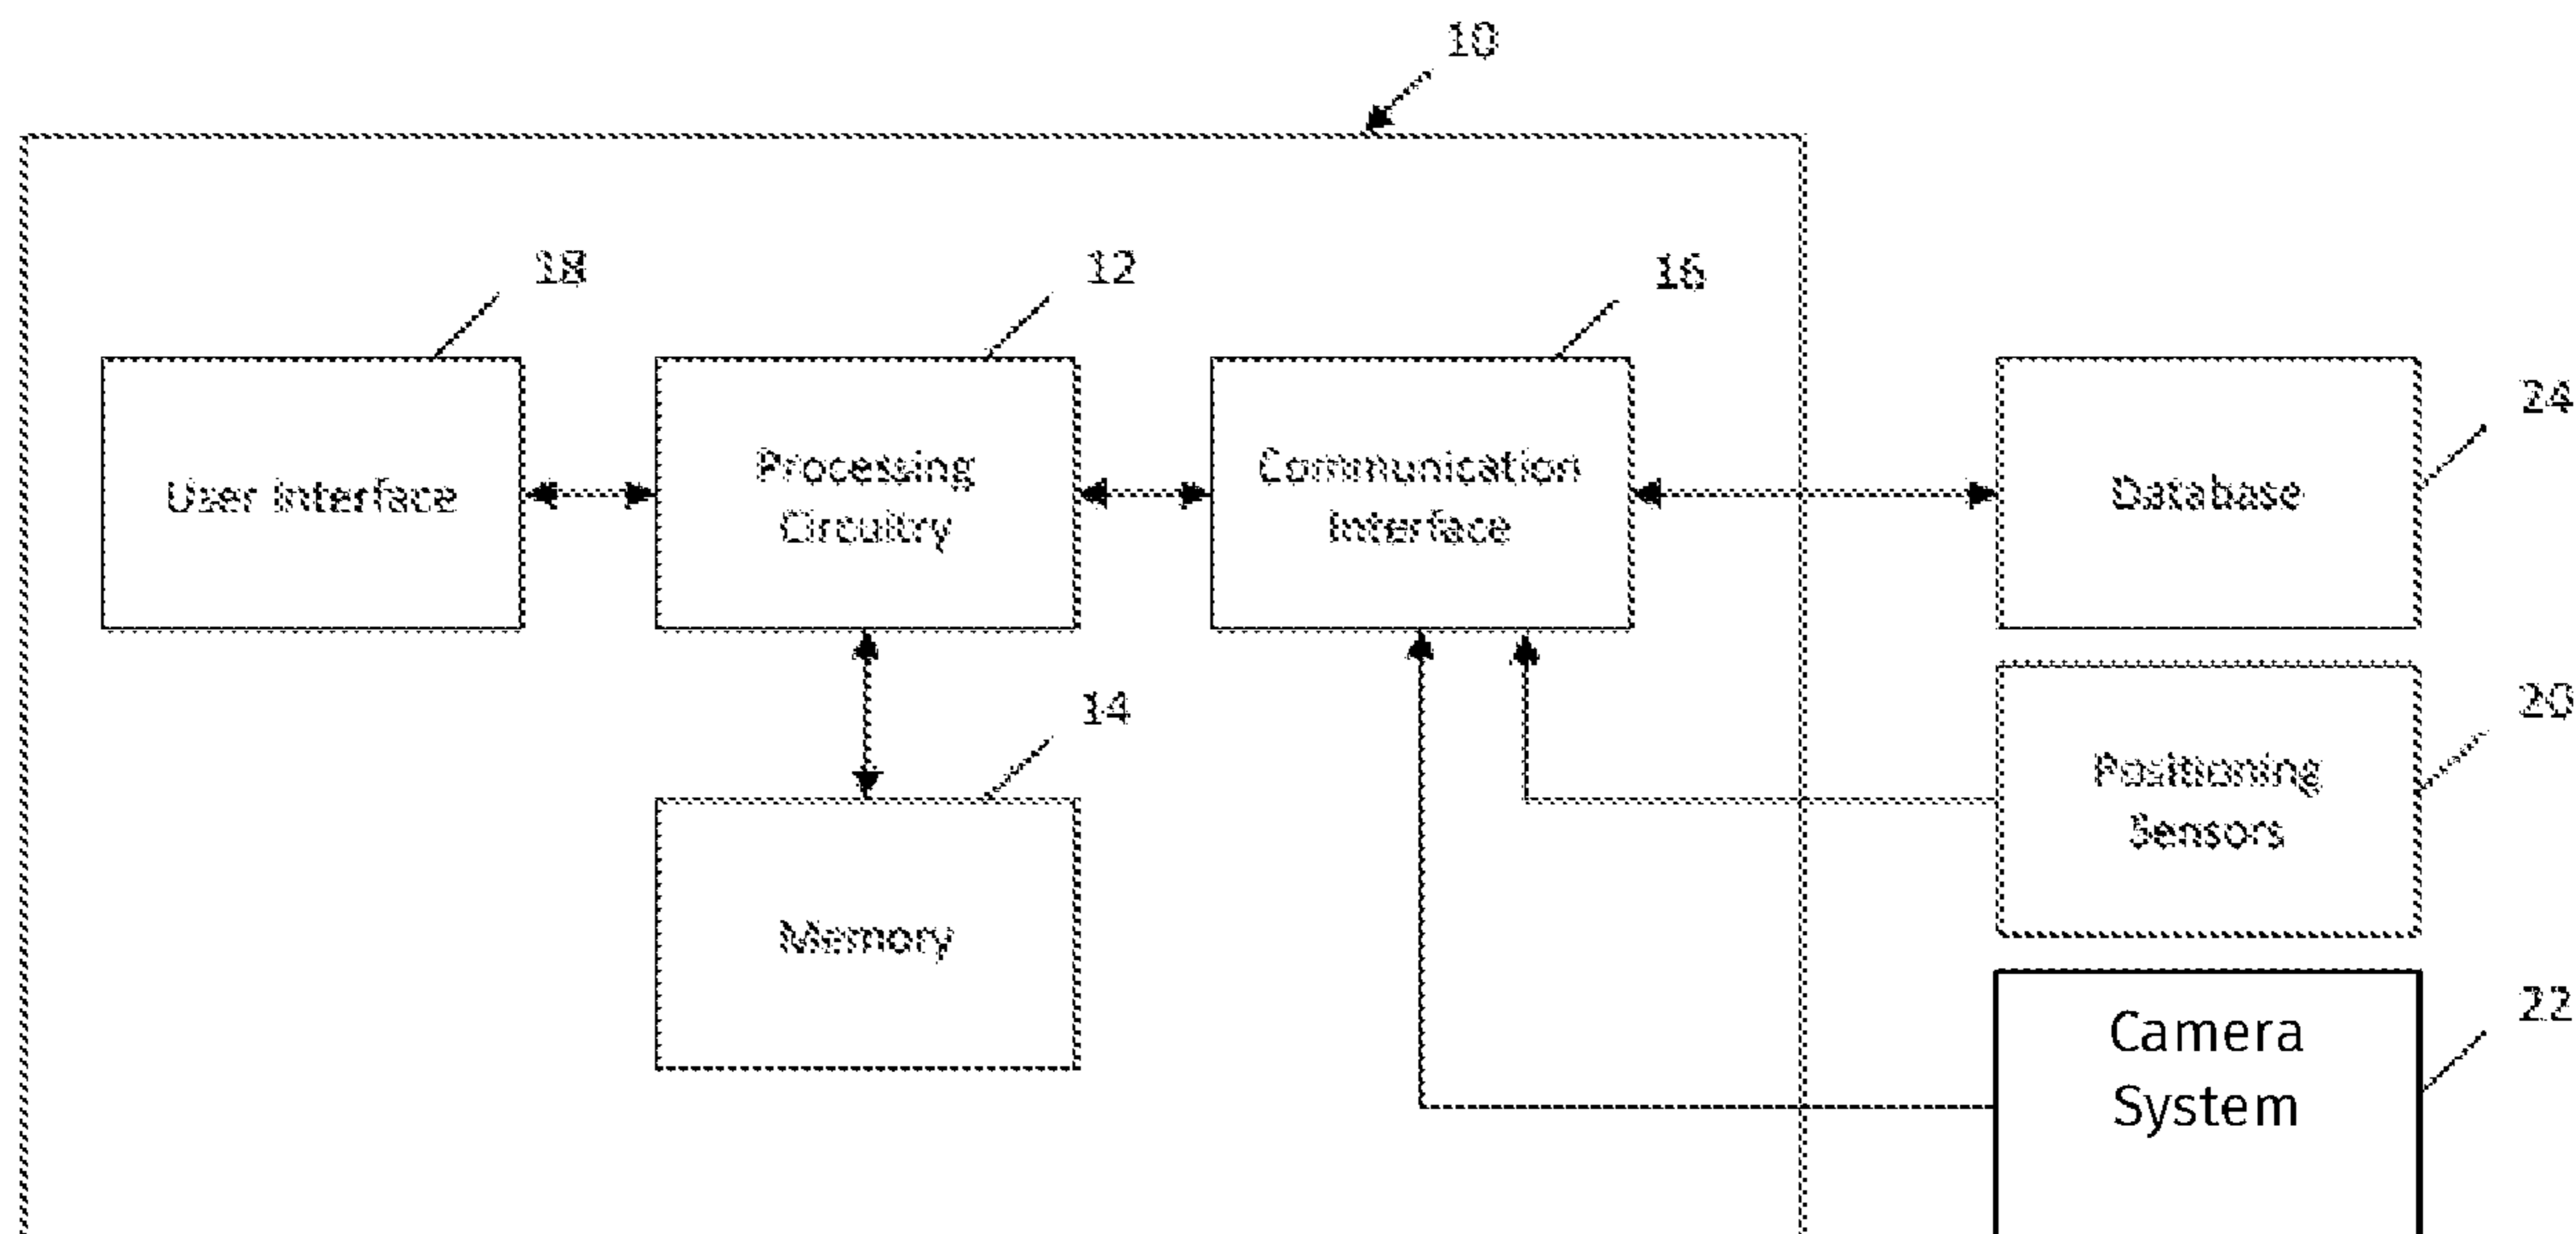 10
18
12
16
User Interface
Processing
Circuitry
Communication
Interface
Database
24
14
Memory
Positioning
Sensors
20
Camera
System
22